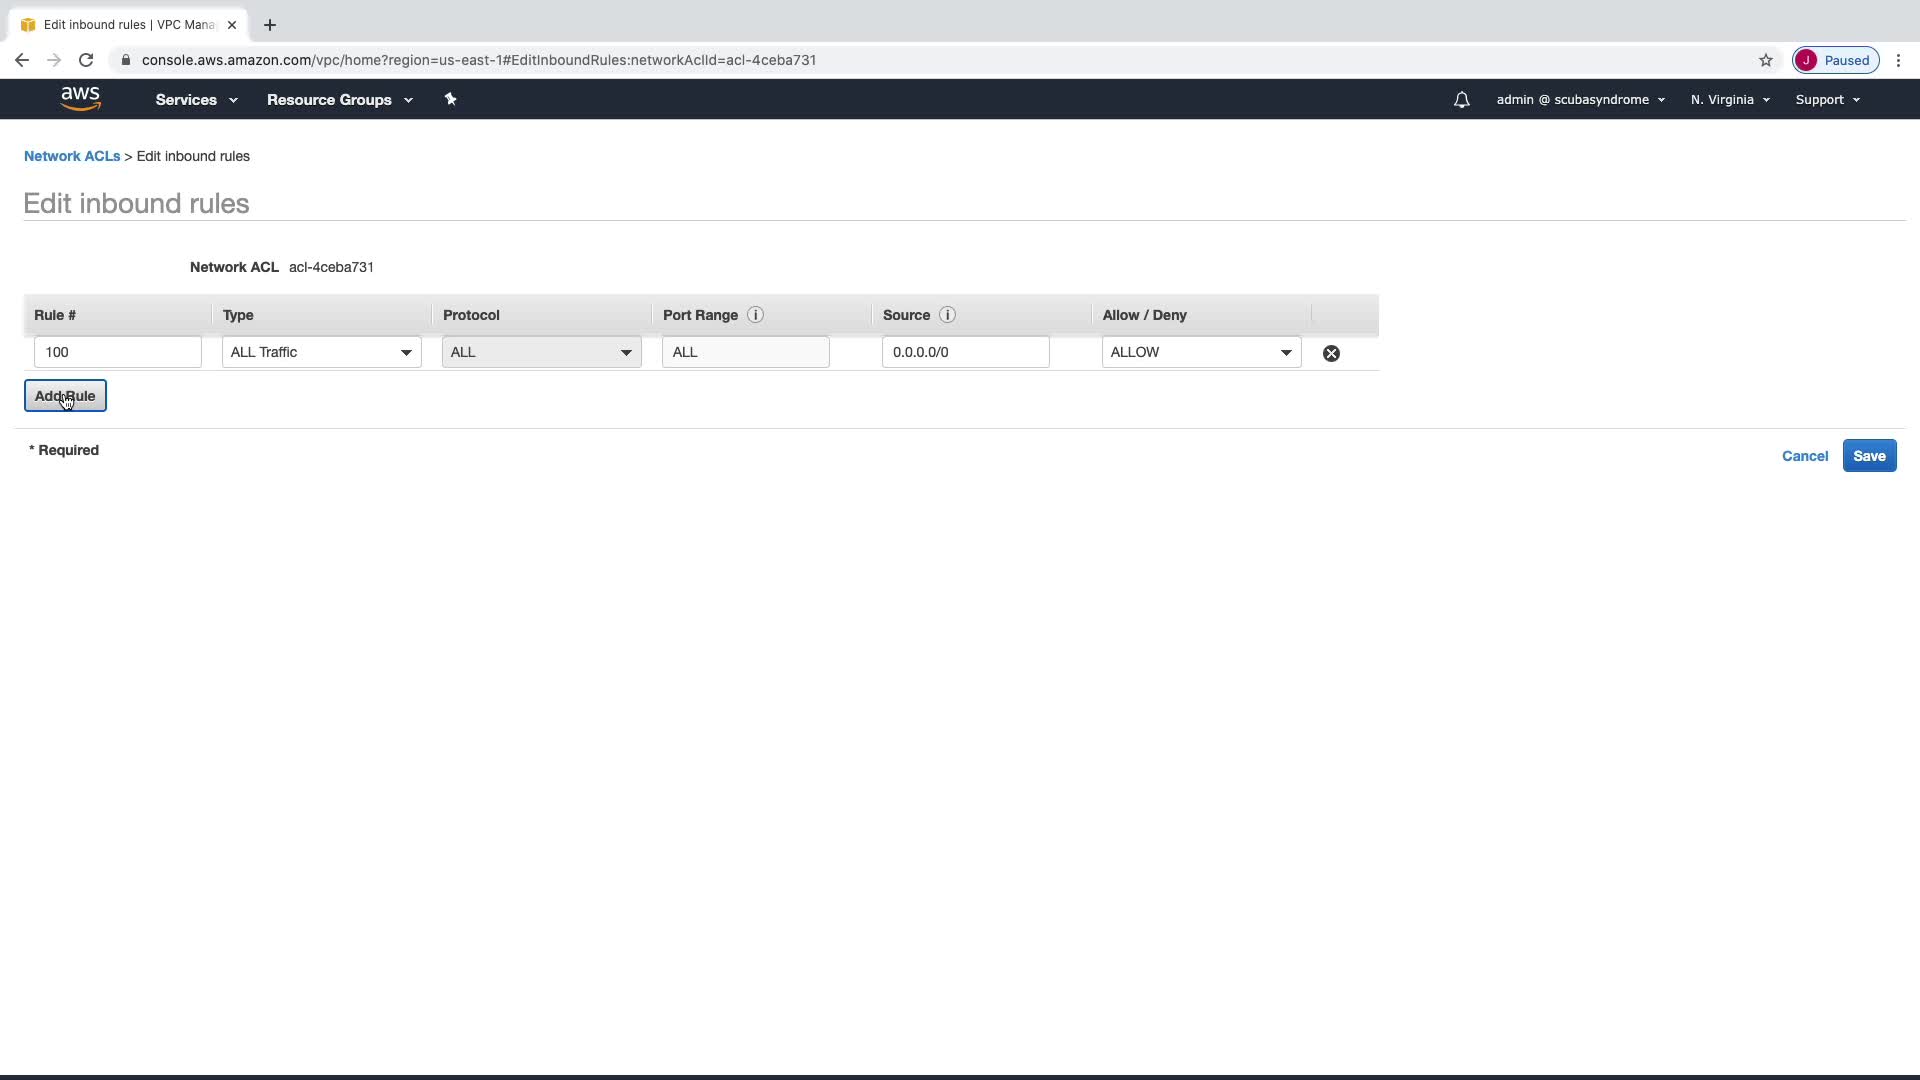 Edit inbound rules | VPC Mana
console.aws.amazon.com/vpc/home?region=us-east-1#EditInboundRules:networkAclId=acl-4ceba731
J Paused
aws Services Resource Groups admin @ scubasyndrome N. Virginia Support
Network ACLs > Edit inbound rules
Edit inbound rules
Network ACL acl-4ceba731
Rule # Type Protocol Port Range i Source i Allow / Deny
100 ALL Traffic ALL ALL 0.0.0.0/0 ALLOW
Add Rule
* Required
Cancel Save